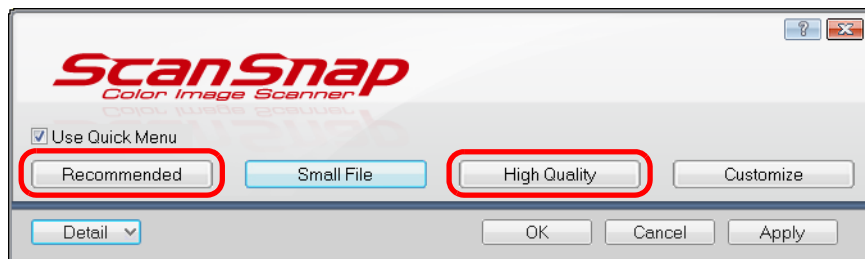 ScanSnap
Color Image Scanner
Use Quick Menu
Recommended Small File High Quality Customize
Detail OK Cancel Apply